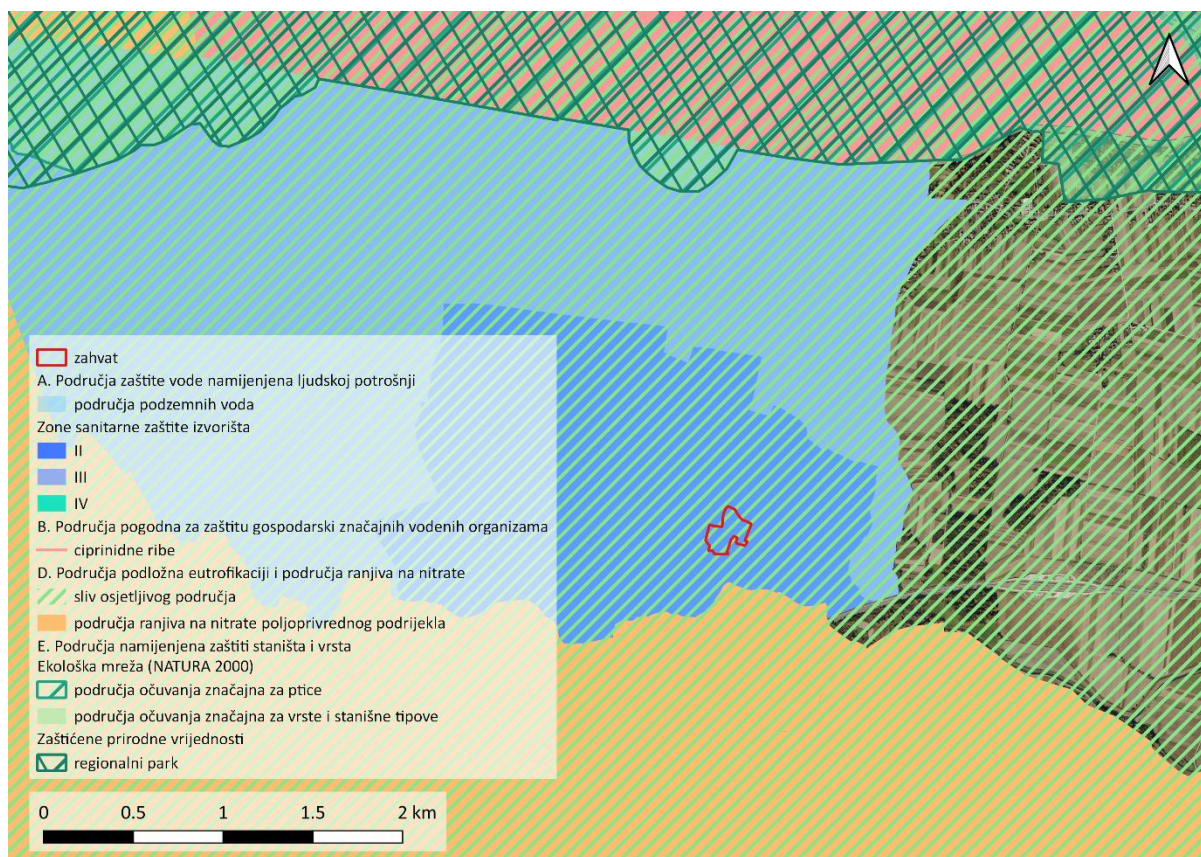 zahvat
A. Područja zaštite vode namijenjena ljudskoj potrošnji
područja podzemnih voda
Zone sanitarne zaštite izvorišta
II
III
IV
B. Područja pogodna za zaštitu gospodarski značajnih vodenih organizama
ciprinidne ribe
D. Područja podložna eutrofikaciji i područja ranjiva na nitrate
sliv osjetljivog područja
područja ranjiva na nitrate poljoprivrednog podrijekla
E. Područja namijenjena zaštiti staništa i vrsta
Ekološka mreža (NATURA 2000)
područja očuvanja značajna za ptice
područja očuvanja značajna za vrste i stanišne tipove
Zaštićene prirodne vrijednosti
regionalni park
0 0.5 1 1.5 2 km